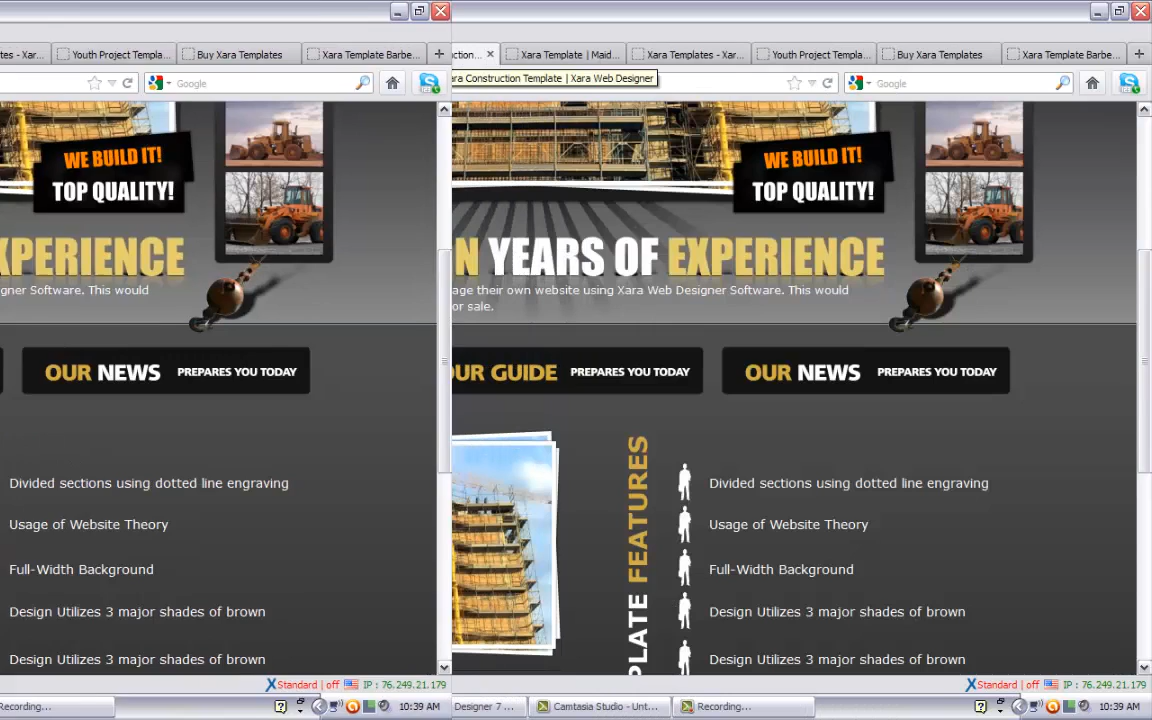 es - Xar...
Youth Project Templa...
Buy Xara Templates
Xara Template Barbe...
ction...
Xara Template | Maid...
Xara Templates - Xar...
Youth Project Templa...
Buy Xara Templates
Xara Template Barbe...
Google
ara Construction Template | Xara Web Designer
Google
WE BUILD IT!
TOP QUALITY!
WE BUILD IT!
TOP QUALITY!
XPERIENCE
N YEARS OF EXPERIENCE
gner Software. This would
age their own website using Xara Web Designer Software. This would
or sale.
OUR NEWS PREPARES YOU TODAY
OUR GUIDE PREPARES YOU TODAY
OUR NEWS PREPARES YOU TODAY
PLATE FEATURES
Divided sections using dotted line engraving
Divided sections using dotted line engraving
Usage of Website Theory
Usage of Website Theory
Full-Width Background
Full-Width Background
Design Utilizes 3 major shades of brown
Design Utilizes 3 major shades of brown
Design Utilizes 3 major shades of brown
Design Utilizes 3 major shades of brown
XStandard | off IP : 76.249.21.179
XStandard | off IP : 76.249.21.179
Recording...
10:39 AM
Designer 7 ...
Camtasia Studio - Unt...
Recording...
10:39 AM